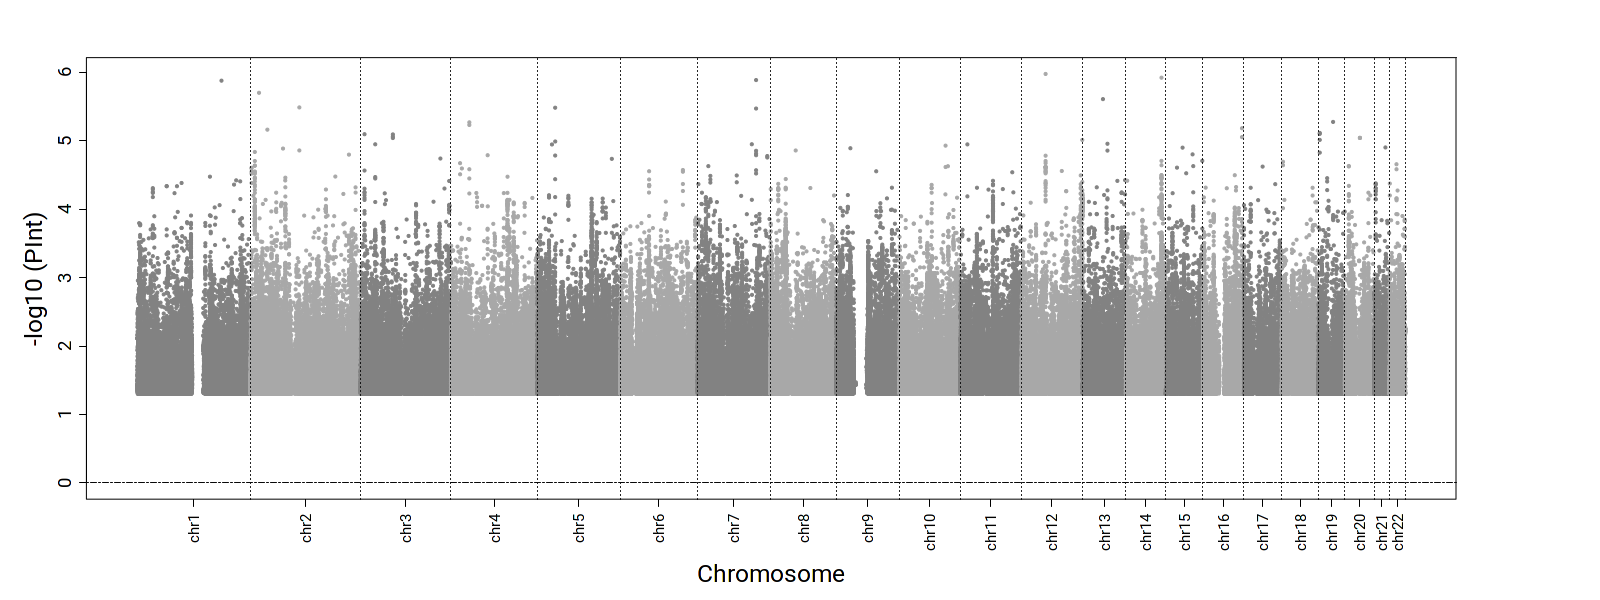 -log10 (PInt)
6
5
4
3
2
1
0
chr1
chr2
chr3
chr4
chr5
chr6
chr7
chr8
chr9
chr10
chr11
chr12
chr13
chr14
chr15
chr16
chr17
chr18
chr19
chr20
chr21
chr22
Chromosome